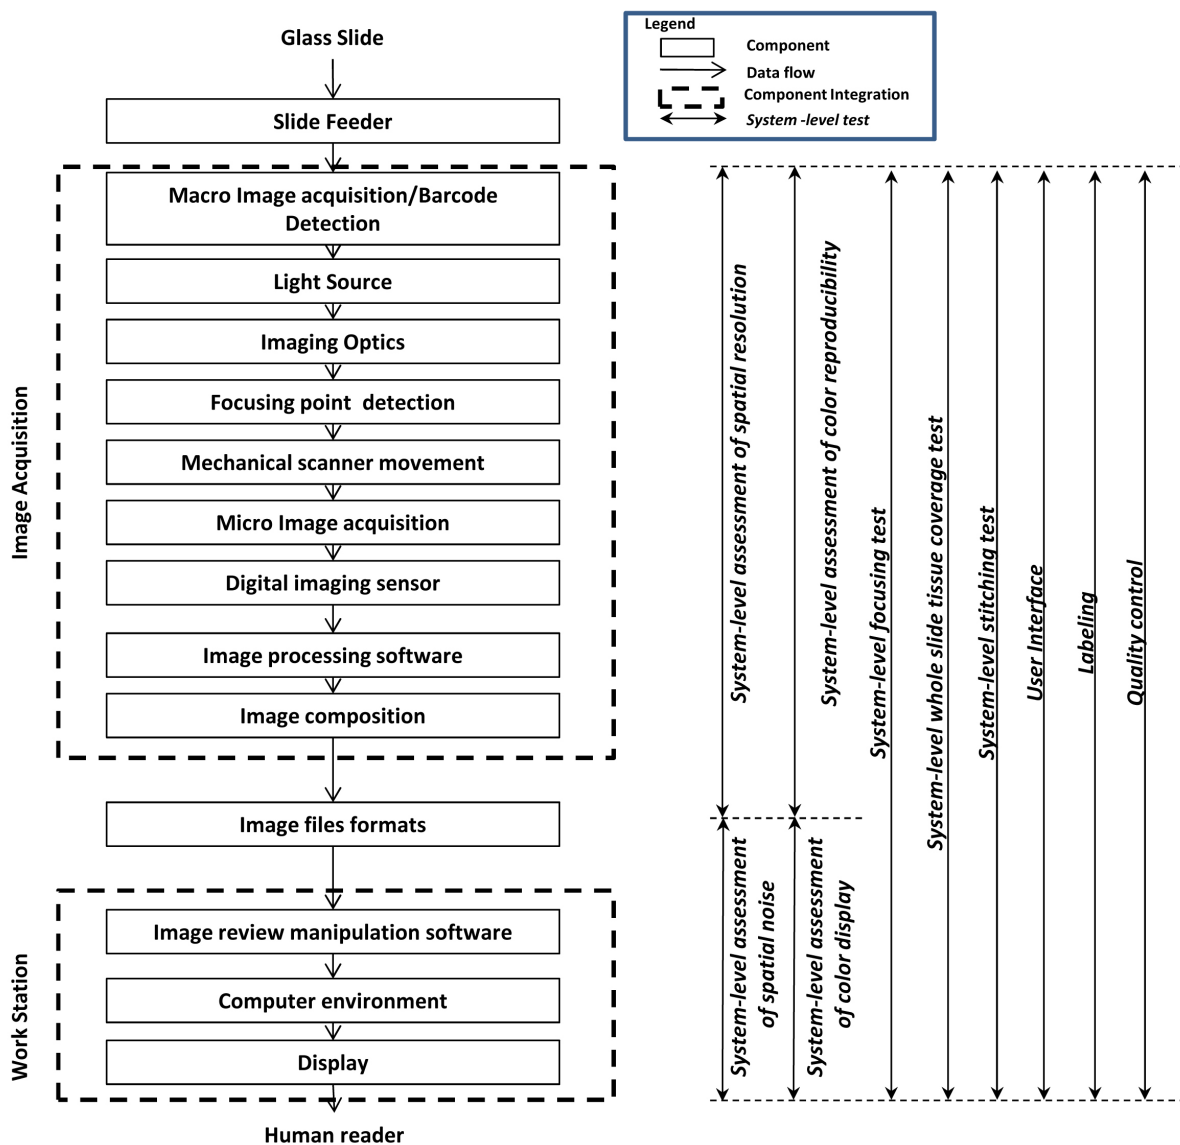 Glass Slide
Legend
Component
Data flow
Component Integration
System -level test
Slide Feeder
Image Acquisition
Macro Image acquisition/Barcode
Detection
Light Source
Imaging Optics
Focusing point  detection
Mechanical scanner movement
Micro Image acquisition
Digital imaging sensor
Image processing software
Image composition
Image files formats
Work Station
Image review manipulation software
Computer environment
Display
Human reader
System-level assessment of spatial resolution
System-level assessment of color reproducibility
System-level focusing test
System-level whole slide tissue coverage test
System-level stitching test
User Interface
Labeling
Quality control
System-level assessment
of spatial noise
System-level assessment
of color display